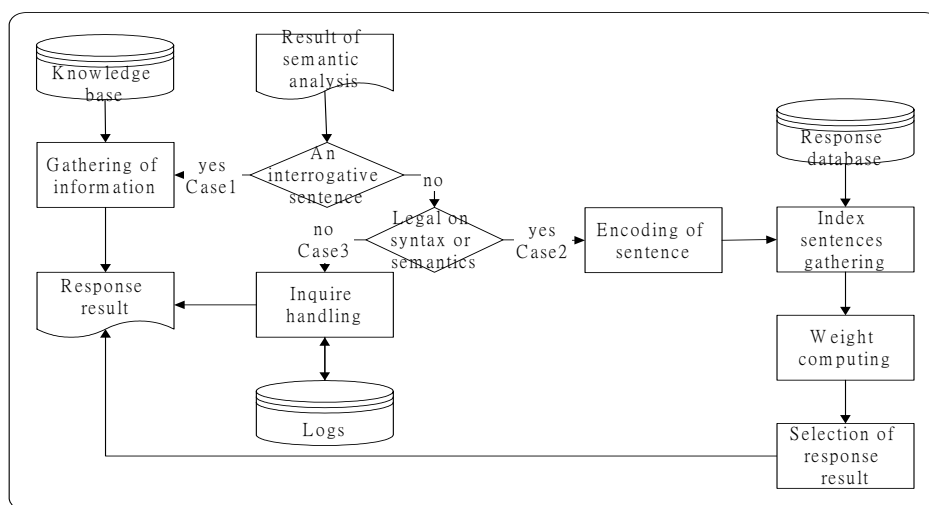 Knowledge
base
Result of
semantic
analysis
Response
database
Gathering of
information
yes
Case1
An
interrogative
sentence
no
Legal on
syntax or
semantics
no
Case3
yes
Case2
Encoding of
sentence
Index
sentences
gathering
Response
result
Inquire
handling
Weight
computing
Logs
Selection of
response
result